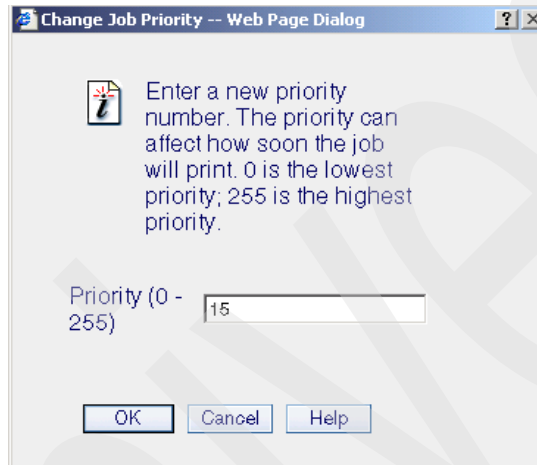 Change Job Priority -- Web Page Dialog
? X
i
Enter a new priority
number. The priority can
affect how soon the job
will print. 0 is the lowest
priority; 255 is the highest
priority.
Priority (0 -
255)
15
OK Cancel Help